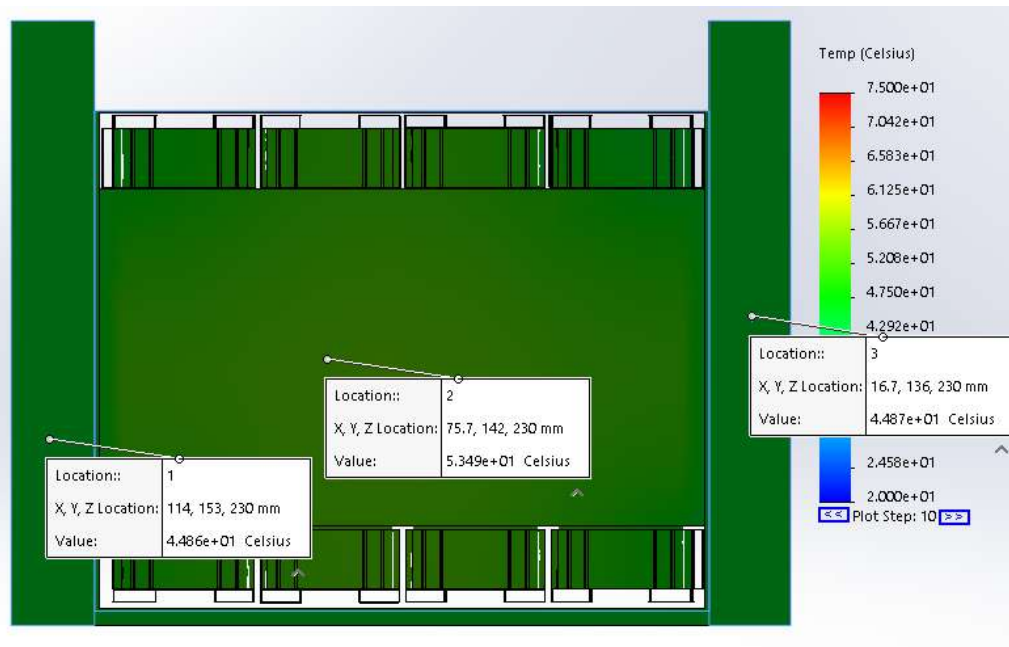 Temp (Celsius)
7.500e+01
7.042e+01
6.583e+01
6.125e+01
5.667e+01
5.208e+01
4.750e+01
4.292e+01
Location:: 3
X, Y, Z Location: 16.7, 136, 230 mm
Value: 4.487e+01 Celsius
Location:: 2
X, Y, Z Location: 75.7, 142, 230 mm
Value: 5.349e+01 Celsius
Location:: 1
X, Y, Z Location: 114, 153, 230 mm
Value: 4.486e+01 Celsius
2.458e+01
2.000e+01
<< Plot Step: 10 >>